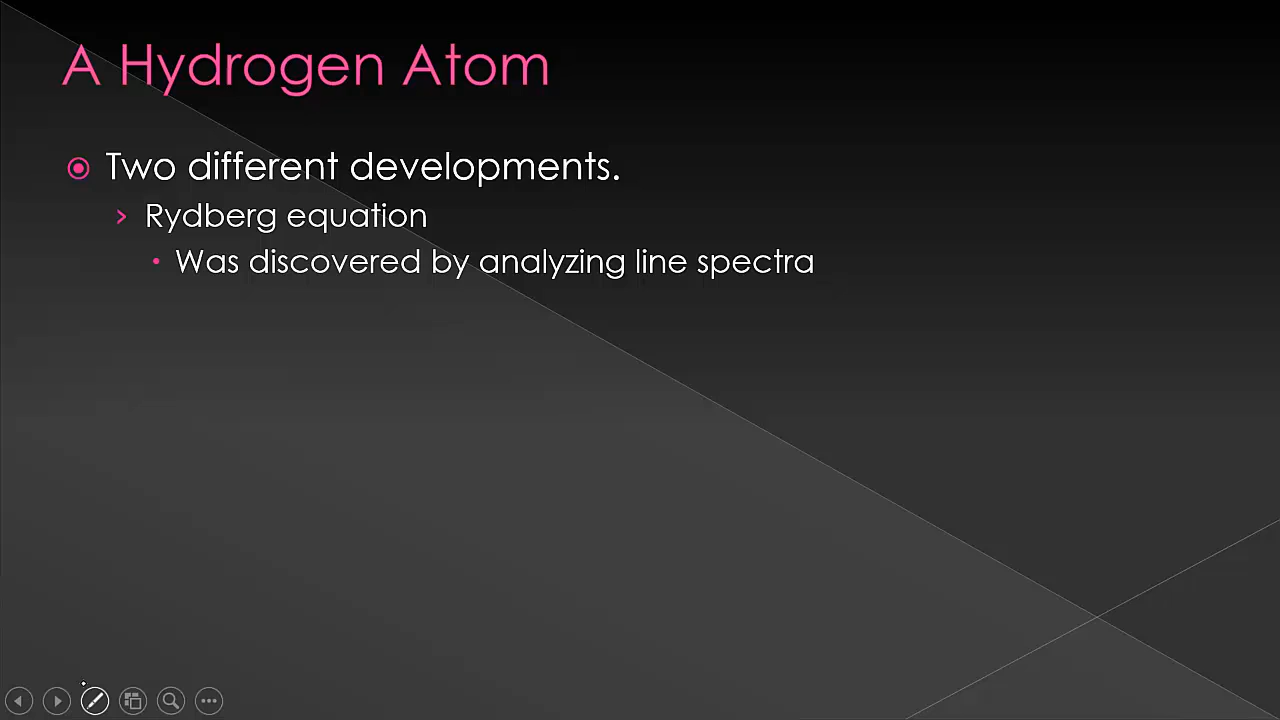 A Hydrogen Atom
Two different developments.
Rydberg equation
Was discovered by analyzing line spectra